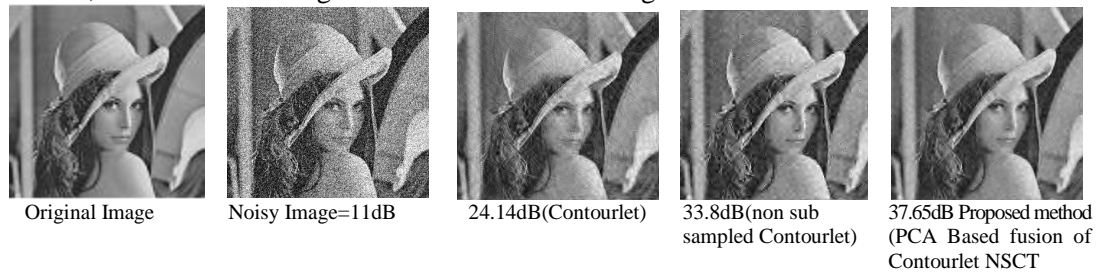 Original Image
Noisy Image=11dB
24.14dB(Contourlet)
33.8dB(non sub
sampled Contourlet)
37.65dB Proposed method
(PCA Based fusion of
Contourlet NSCT